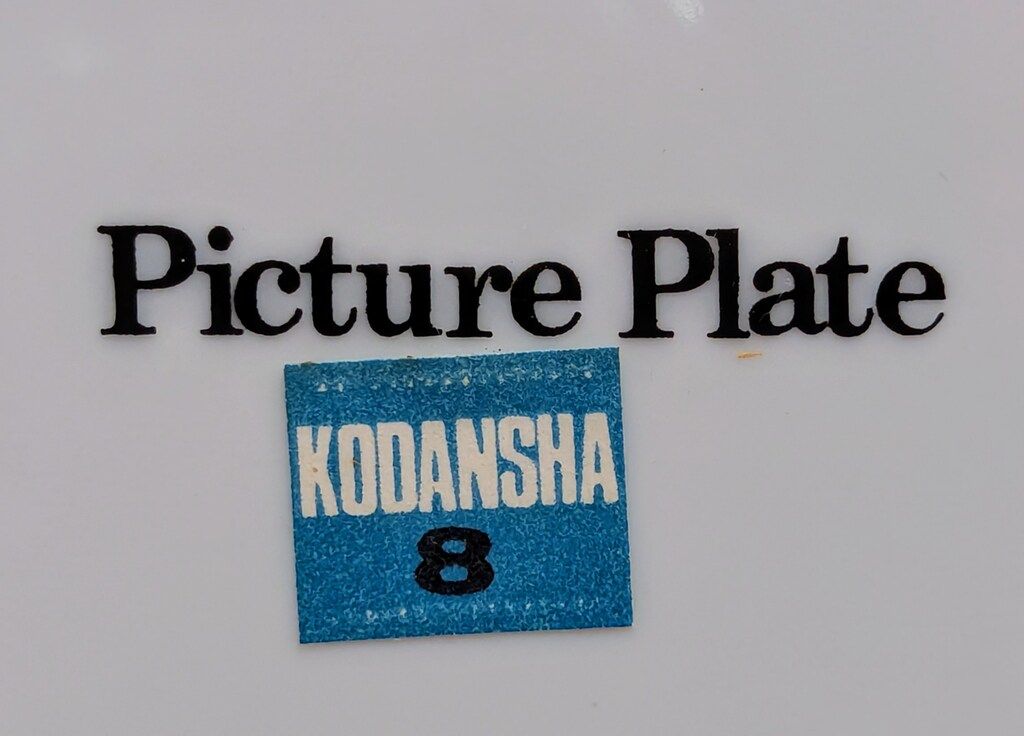 Picture Plate
KODANSHA
8